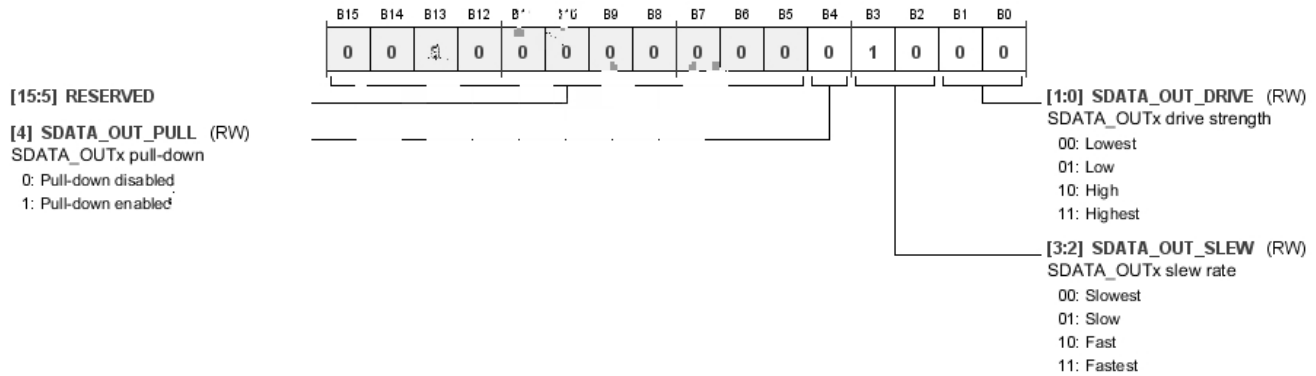 B15 B14 B13 B12 B9 B8 B7 B6 B5 B4 B3 B2 B1 B0
0 0 0 0 0 0 0 0 0 0 0 1 0 0 0
[15:5] RESERVED
[4] SDATA_OUT_PULL (RW)
SDATA_OUTx pull-down
0: Pull-down disabled
1: Pull-down enabled
[1:0] SDATA_OUT_DRIVE (RW)
SDATA_OUTx drive strength
00: Lowest
01: Low
10: High
11: Highest
[3:2] SDATA_OUT_SLEW (RW)
SDATA_OUTx slew rate
00: Slowest
01: Slow
10: Fast
11: Fastest